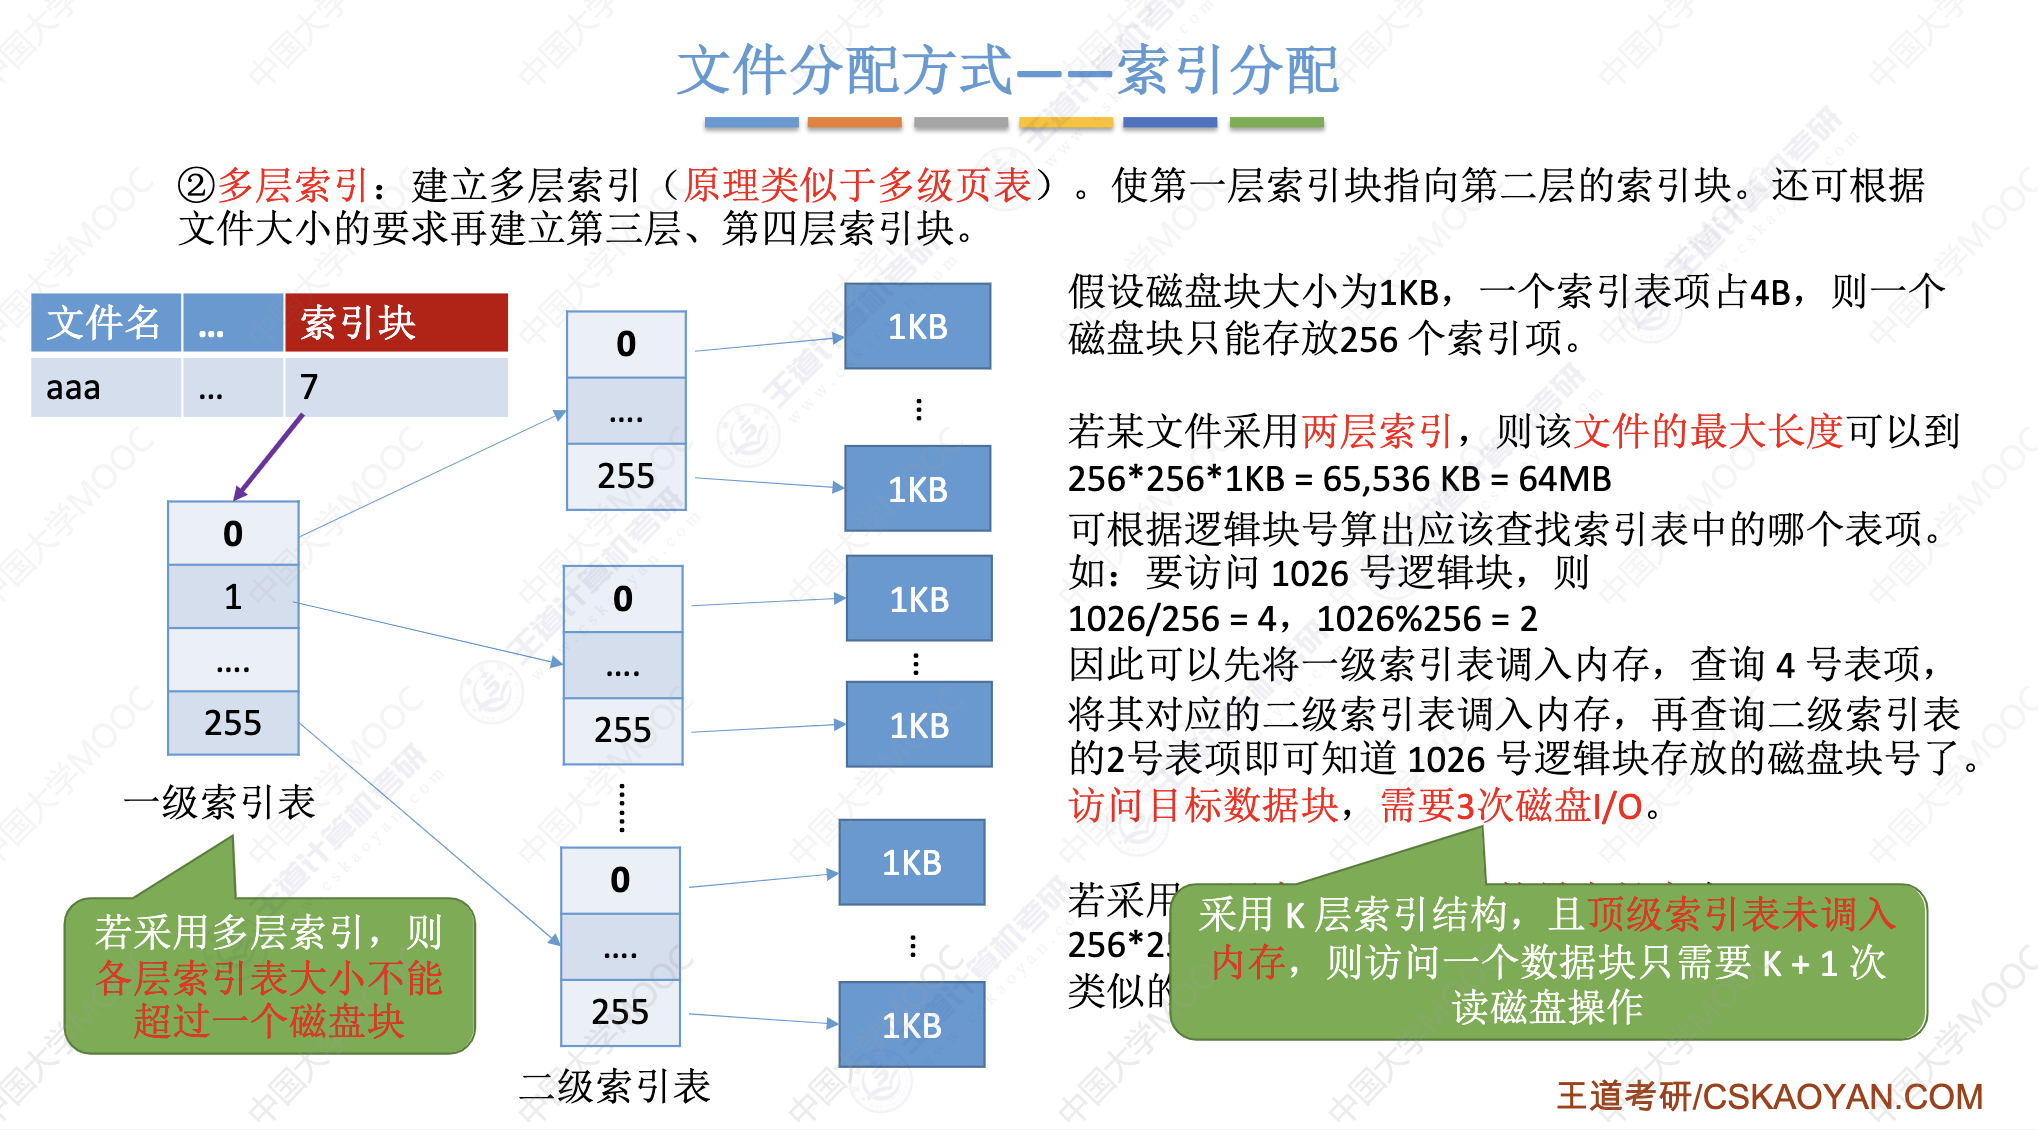 文件分配方式——索引分配
②多层索引：建立多层索引（原理类似于多级页表）。使第一层索引块指向第二层的索引块。还可根据
文件大小的要求再建立第三层、第四层索引块。
文件名 ... 索引块
aaa ... 7
0
1
....
255
一级索引表
若采用多层索引，则
各层索引表大小不能
超过一个磁盘块
0
....
255
0
....
255
0
....
255
二级索引表
1KB
1KB
1KB
1KB
1KB
1KB
假设磁盘块大小为1KB，一个索引表项占4B，则一个
磁盘块只能存放256 个索引项。
若某文件采用两层索引，则该文件的最大长度可以到
256*256*1KB = 65,536 KB = 64MB
可根据逻辑块号算出应该查找索引表中的哪个表项。
如：要访问 1026 号逻辑块，则
1026/256 = 4，1026%256 = 2
因此可以先将一级索引表调入内存，查询 4 号表项，
将其对应的二级索引表调入内存，再查询二级索引表
的2号表项即可知道 1026 号逻辑块存放的磁盘块号了。
访问目标数据块，需要3次磁盘I/O。
若采用
256*2
类似的
采用 K 层索引结构，且顶级索引表未调入
内存，则访问一个数据块只需要 K + 1 次
读磁盘操作
王道考研/CSKAOYAN.COM